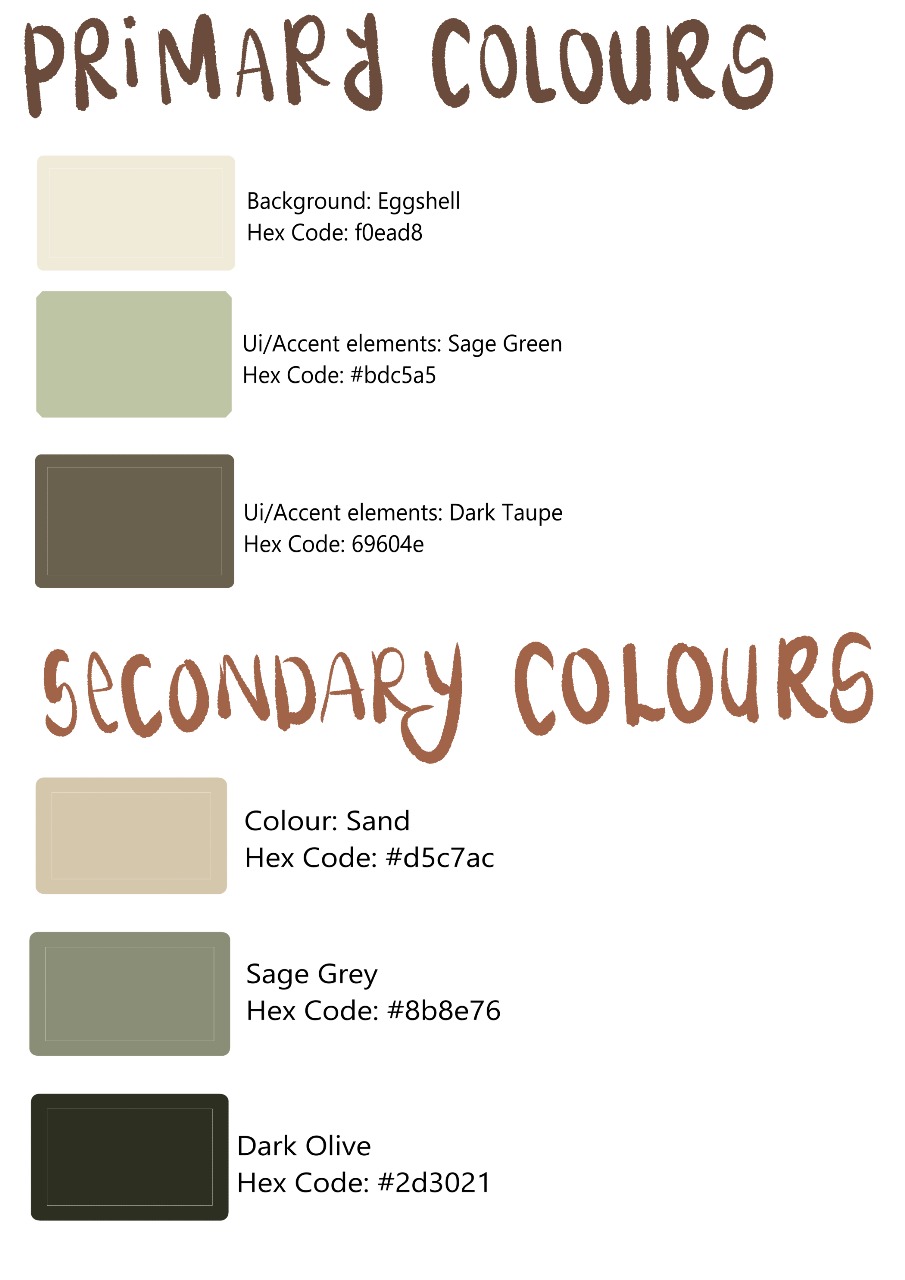 PRiMARY COLOURS
Background: Eggshell
Hex Code: f0ead8
Ui/Accent elements: Sage Green
Hex Code: #bdc5a5
Ui/Accent elements: Dark Taupe
Hex Code: 69604e
SeCONDARY COLOURS
Colour: Sand
Hex Code: #d5c7ac
Sage Grey
Hex Code: #8b8e76
Dark Olive
Hex Code: #2d3021